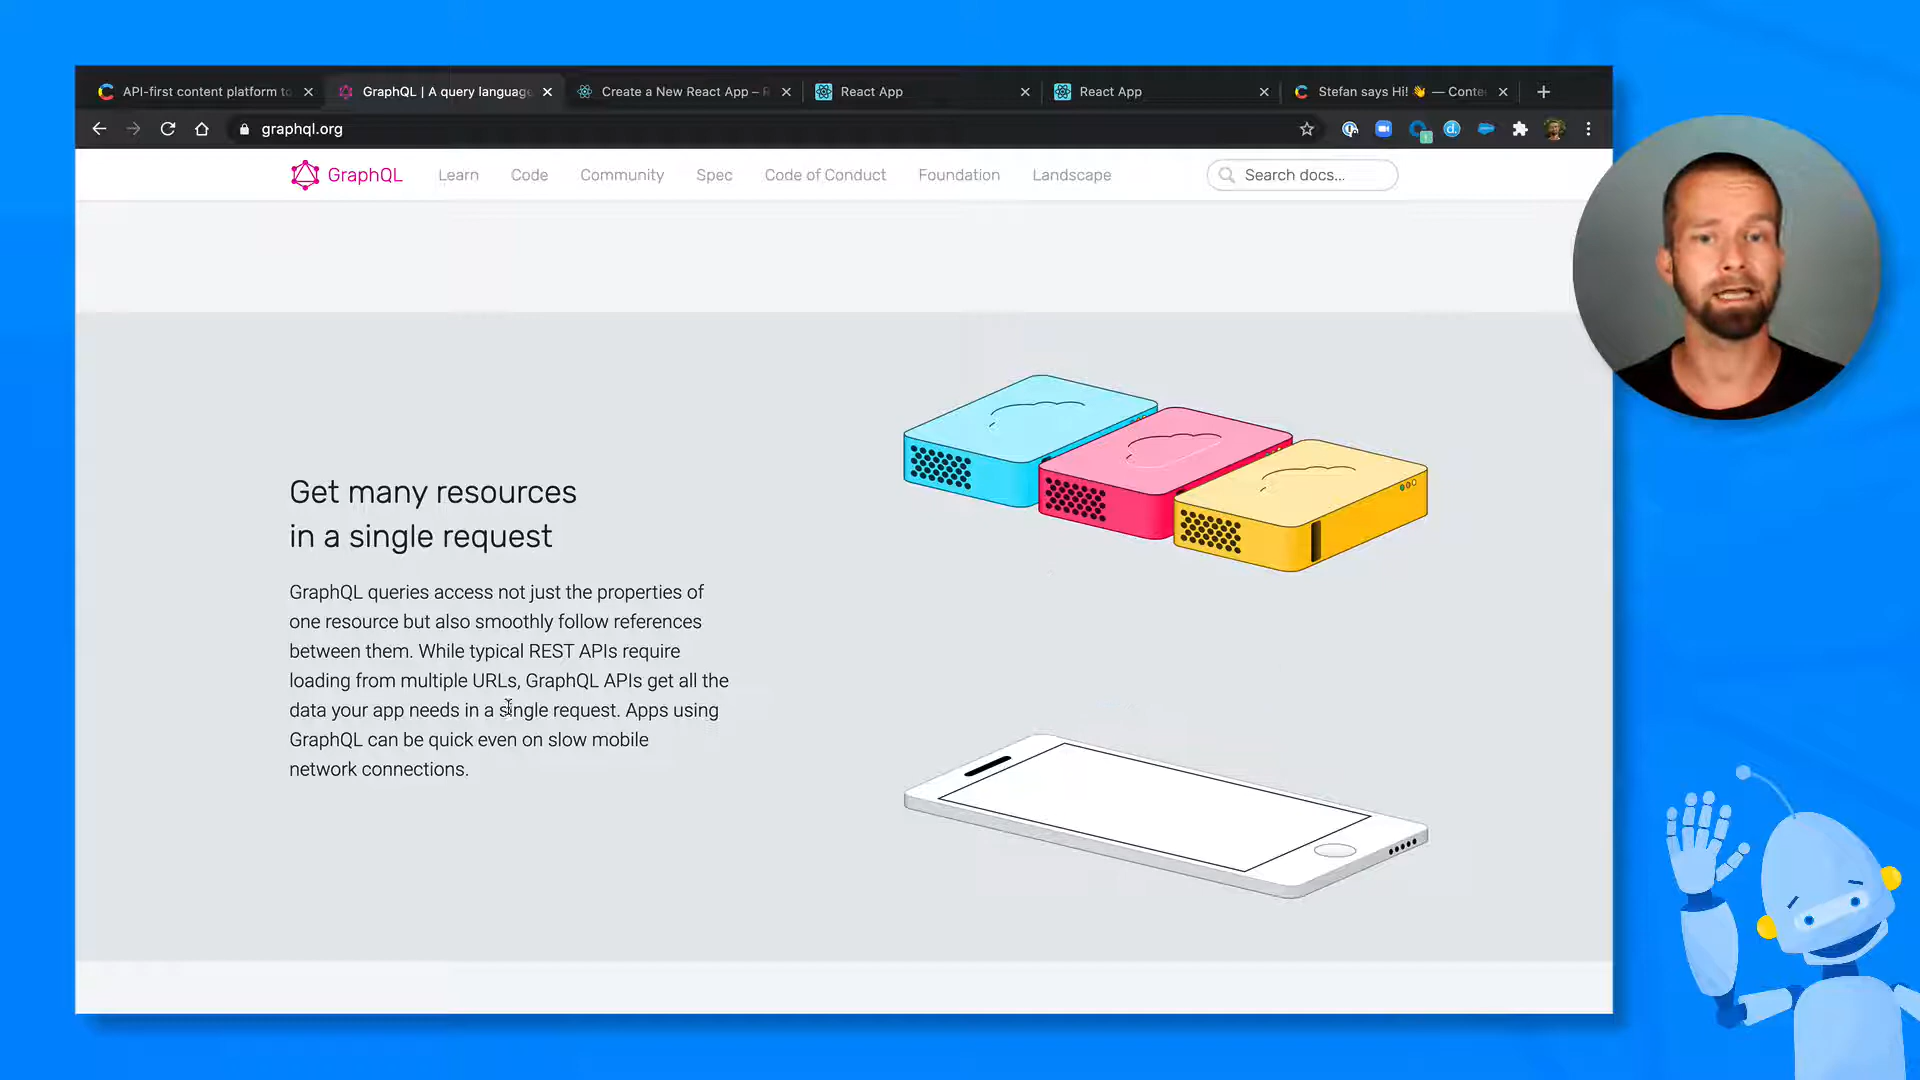 API-first content platform to
GraphQL | A query language
Create a New React App – R
React App
React App
Stefan says Hi! 👋 — Conte
graphql.org
GraphQL
Learn
Code
Community
Spec
Code of Conduct
Foundation
Landscape
Search docs...
Get many resources
in a single request
GraphQL queries access not just the properties of
one resource but also smoothly follow references
between them. While typical REST APIs require
loading from multiple URLs, GraphQL APIs get all the
data your app needs in a single request. Apps using
GraphQL can be quick even on slow mobile
network connections.